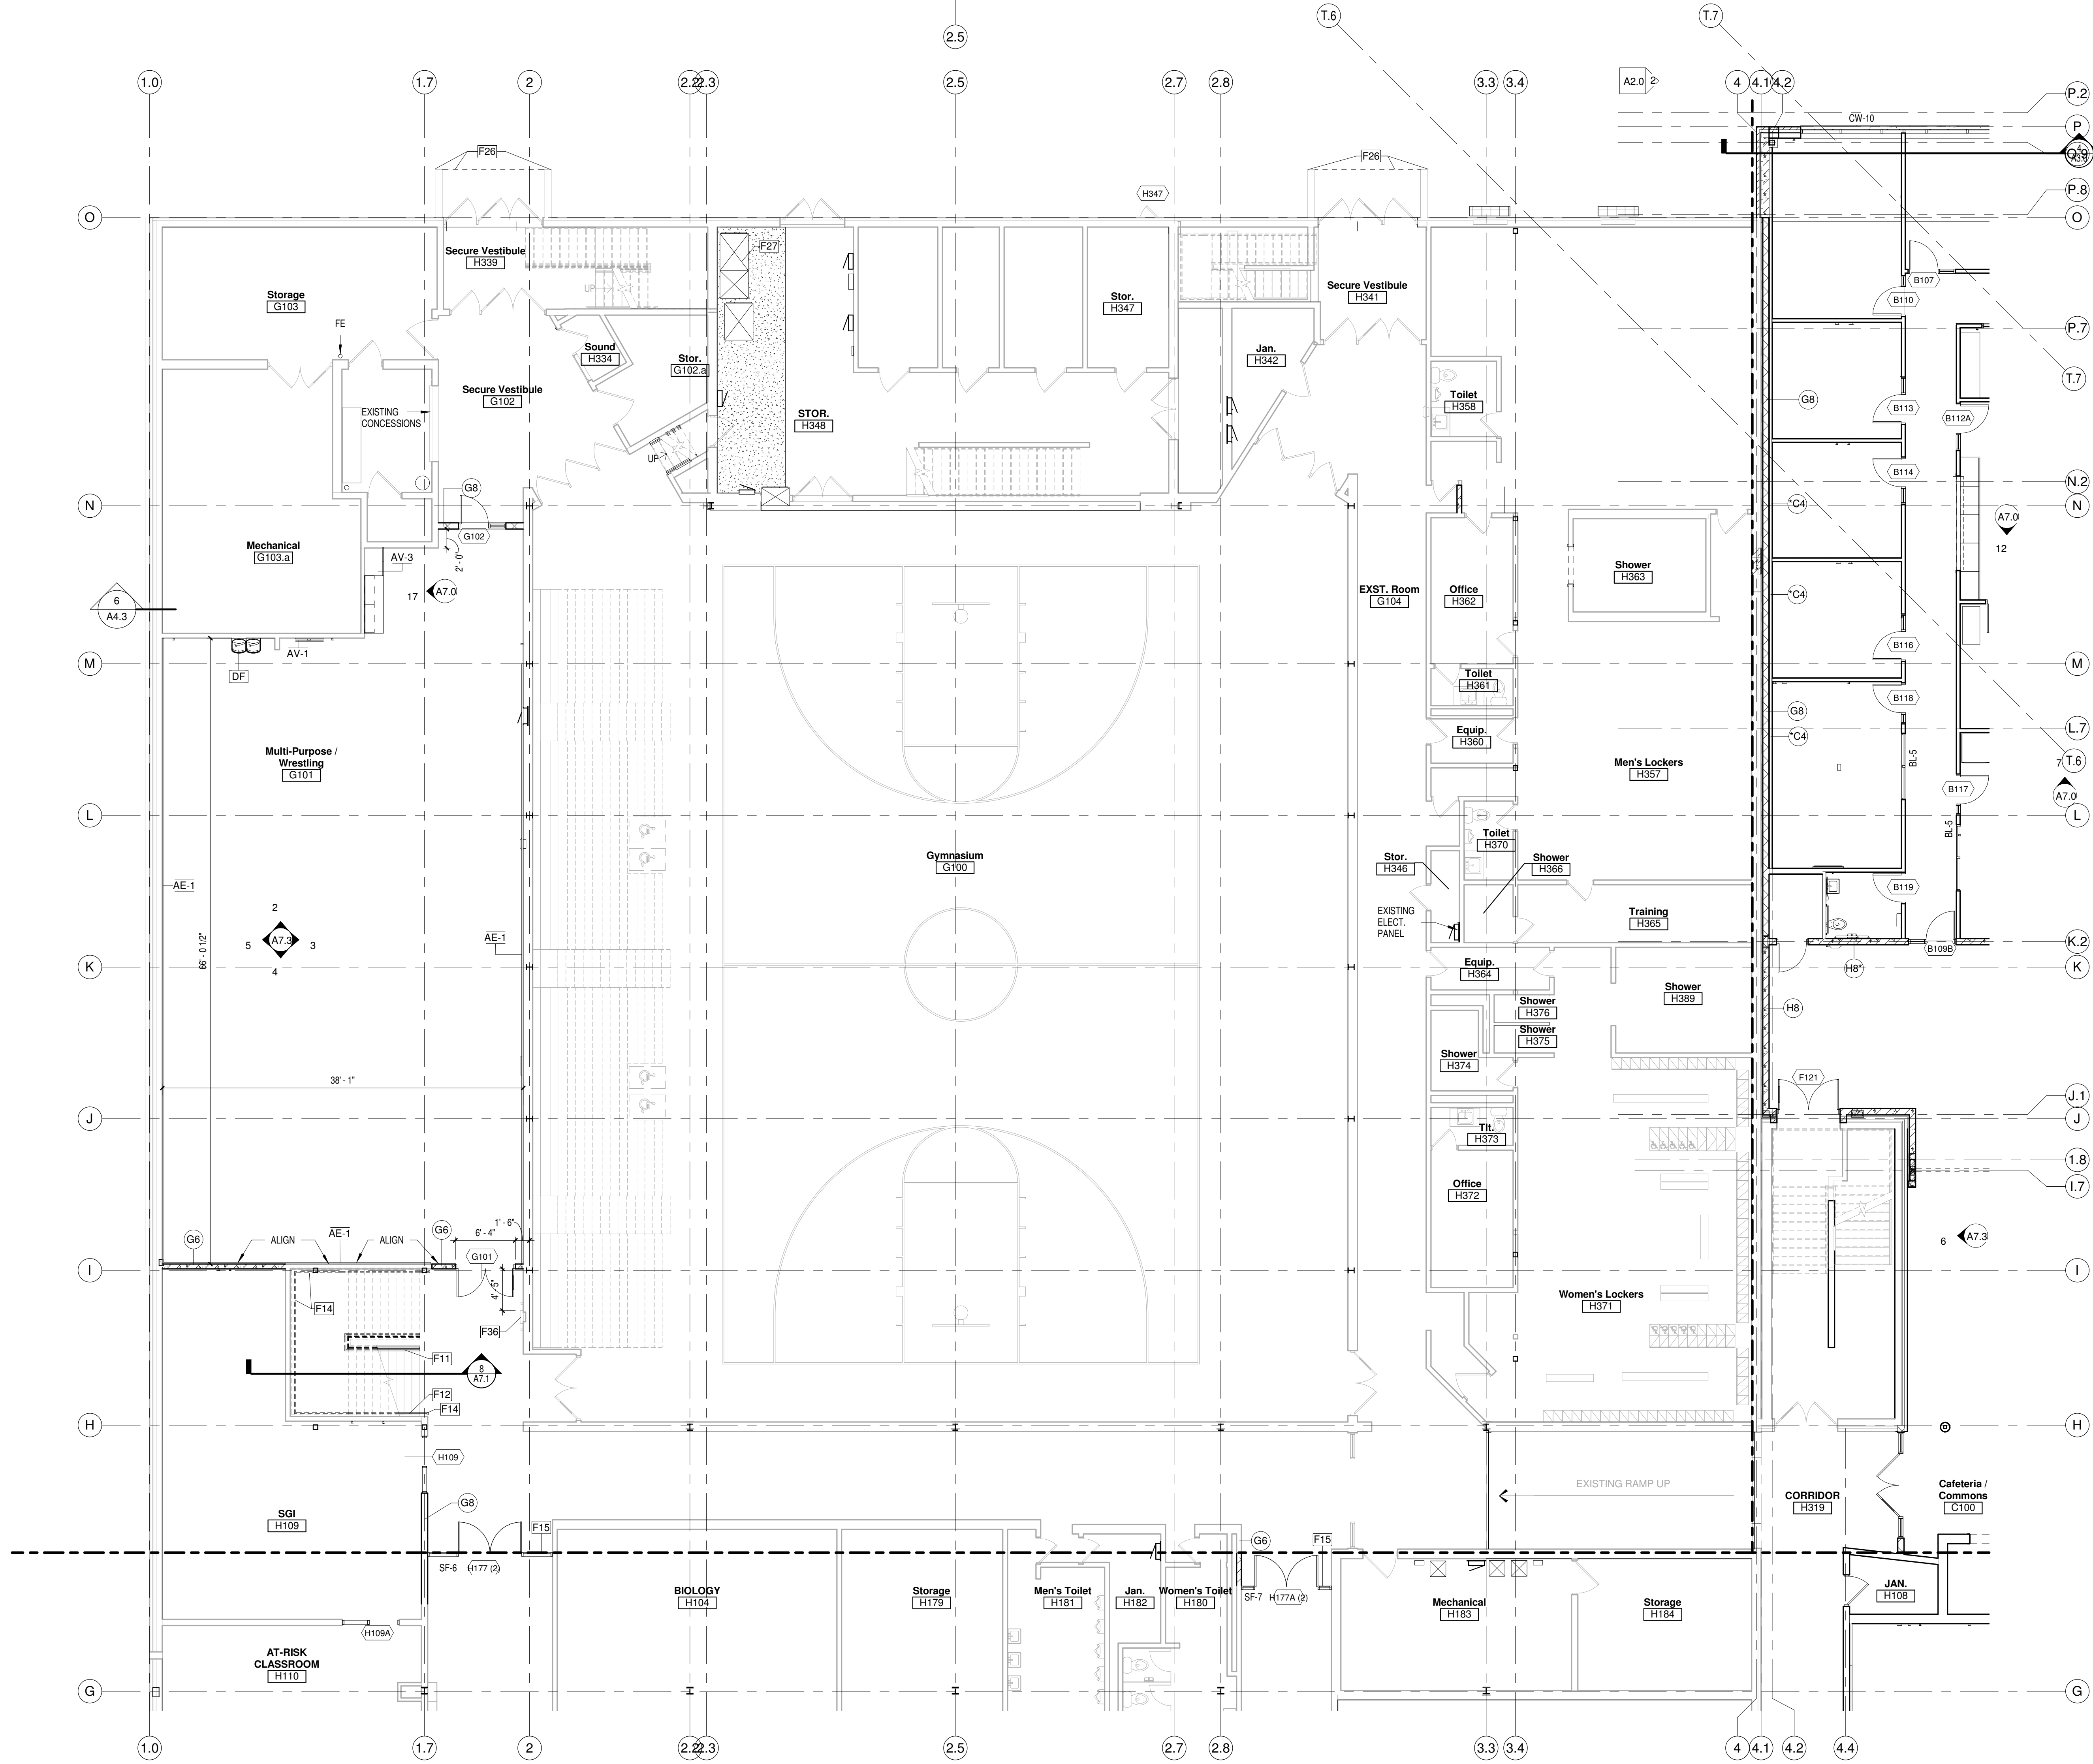 2.5
T.6
T.7
1.0
1.7
2
2.2
2.3
2.5
2.7
2.8
3.3
3.4
A2.0
2
4
4.1
4.2
P.2
CW-10
P
F26
F26
4
H347
P.8
O
O
Secure Vestibule
H339
F27
B107
Secure Vestibule
H341
UP
Storage
G103
Stor.
H347
B110
FE
P.7
Sound
H334
Stor.
G102.a
Jan.
H342
T.7
Secure Vestibule
G102
Toilet
H358
G8
EXISTING
CONCESSIONS
STOR.
H348
B113
B112A
UP
B114
N.2
G8
*C4
N
N
A7.0
12
G102
Mechanical
G103.a
2' - 0"
AV-3
17
A7.0
EXST. Room
G104
Office
H362
Shower
H363
*C4
6
A4.3
B116
AV-1
M
M
DF
Toilet
H361
B118
G8
L.7
Equip.
H360
*C4
Multi-Purpose /
Wrestling
G101
BL-5
7
T.6
Men's Lockers
H357
B117
A7.0
L
L
BL-5
Toilet
H370
Gymnasium
G100
Stor.
H346
Shower
H366
AE-1
B119
2
EXISTING
ELECT.
PANEL
Training
H365
5
A7.3
3
AE-1
66' - 0 1/2"
K.2
B109B
4
K
Equip.
H364
H8*
K
Shower
H389
Shower
H376
H8
Shower
H375
Shower
H374
38' - 1"
F121
J.1
J
J
Tlt.
H373
1.8
Office
H372
I.7
1' - 6"
6' - 4"
G6
ALIGN
AE-1
ALIGN
G6
6
A7.3
G101
I
I
4' 5"
Women's Lockers
H371
F14
F36
F11
8
A7.1
F12
F14
H
H
H109
EXISTING RAMP UP
CORRIDOR
H319
Cafeteria /
Commons
C100
G8
SGI
H109
F15
G6
F15
SF-6
H177 (2)
SF-7
H177A (2)
BIOLOGY
H104
Storage
H179
Men's Toilet
H181
Jan.
H182
Women's Toilet
H180
Mechanical
H183
Storage
H184
JAN.
H108
H109A
AT-RISK
CLASSROOM
H110
G
G
1.0
1.7
2
2.2
2.3
2.5
2.7
2.8
3.3
3.4
4
4.1
4.2
4.4